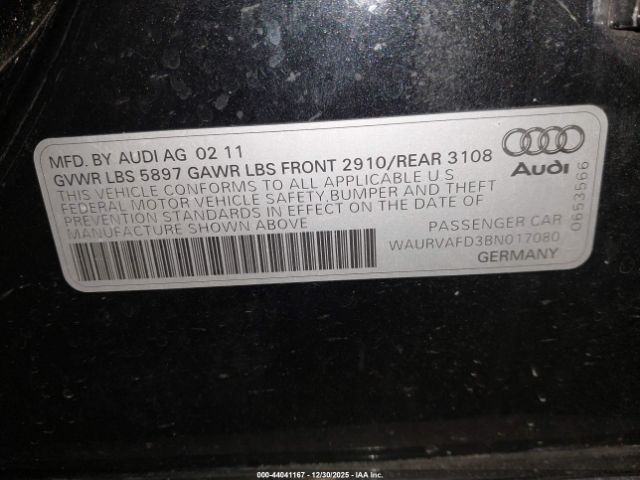 MFD. BY AUDI AG 02 11
GVWR LBS 5897 GAWR LBS FRONT 2910/REAR 3108
THIS VEHICLE CONFORMS TO ALL APPLICABLE U S
FEDERAL MOTOR VEHICLE SAFETY,BUMPER AND THEFT
PREVENTION STANDARDS IN EFFECT ON THE DATE OF
MANUFACTURE SHOWN ABOVE
Audi
0653566
PASSENGER CAR
WAURVAFD3BN017080
GERMANY
000-44041167 - 12/30/2025 - IAA Inc.